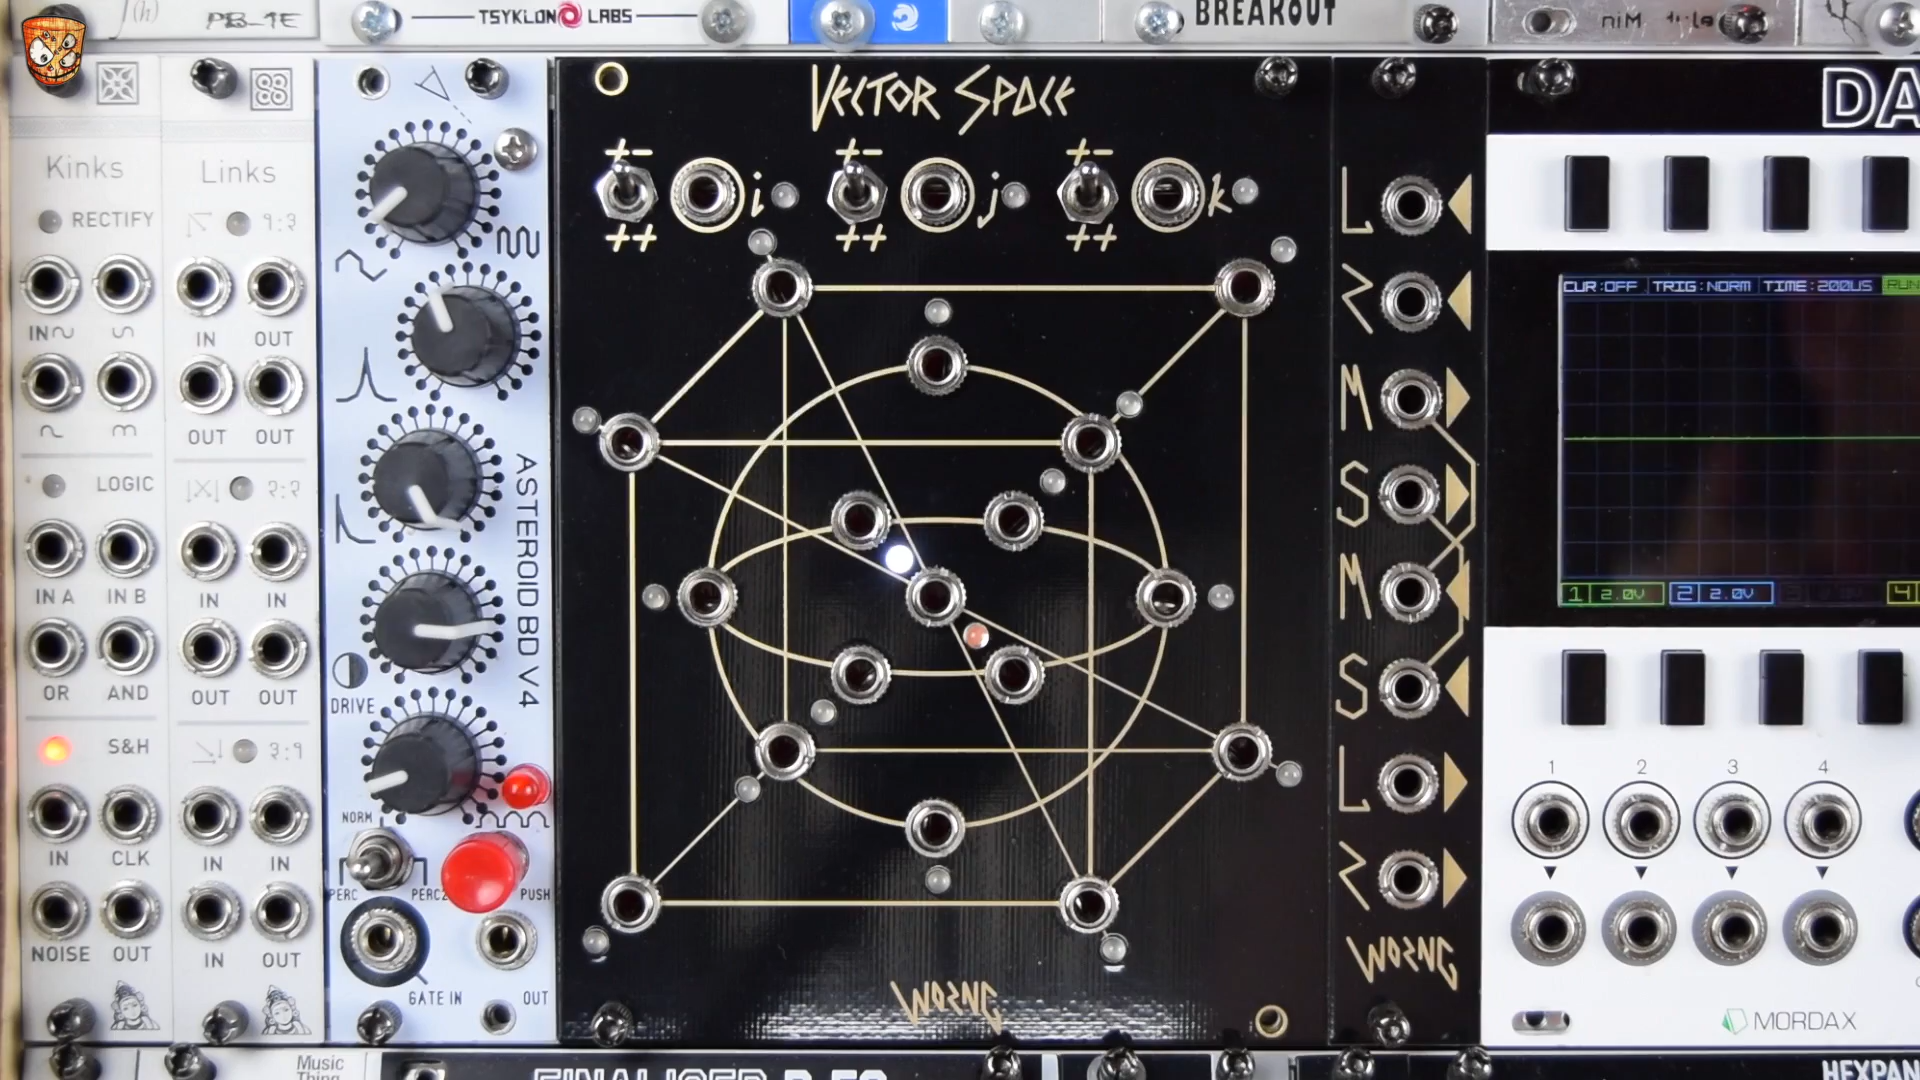 f(h)
PB-1E
TSYKLON LABS
BREAKOUT
Kinks
RECTIFY
IN
LOGIC
IN A
IN B
OR
AND
S&H
IN
CLK
NOISE
OUT
Links
IN
OUT
OUT
OUT
IN
IN
OUT
OUT
IN
IN
IN
OUT
Music
Thing
ASTEROID BD V4
DRIVE
NORM
PERC
PERC2
PUSH
GATE IN
OUT
VECTOR SPACE
+-
i
++
+-
j
++
+-
k
++
L
R
M
S
M
S
L
R
WORNG
WORNG
DA
CUR:OFF
TRIG:NORM
TIME:200US
RUN
1 2.0V
2 2.0V
4
1
2
3
4
MORDAX
HEXPAN